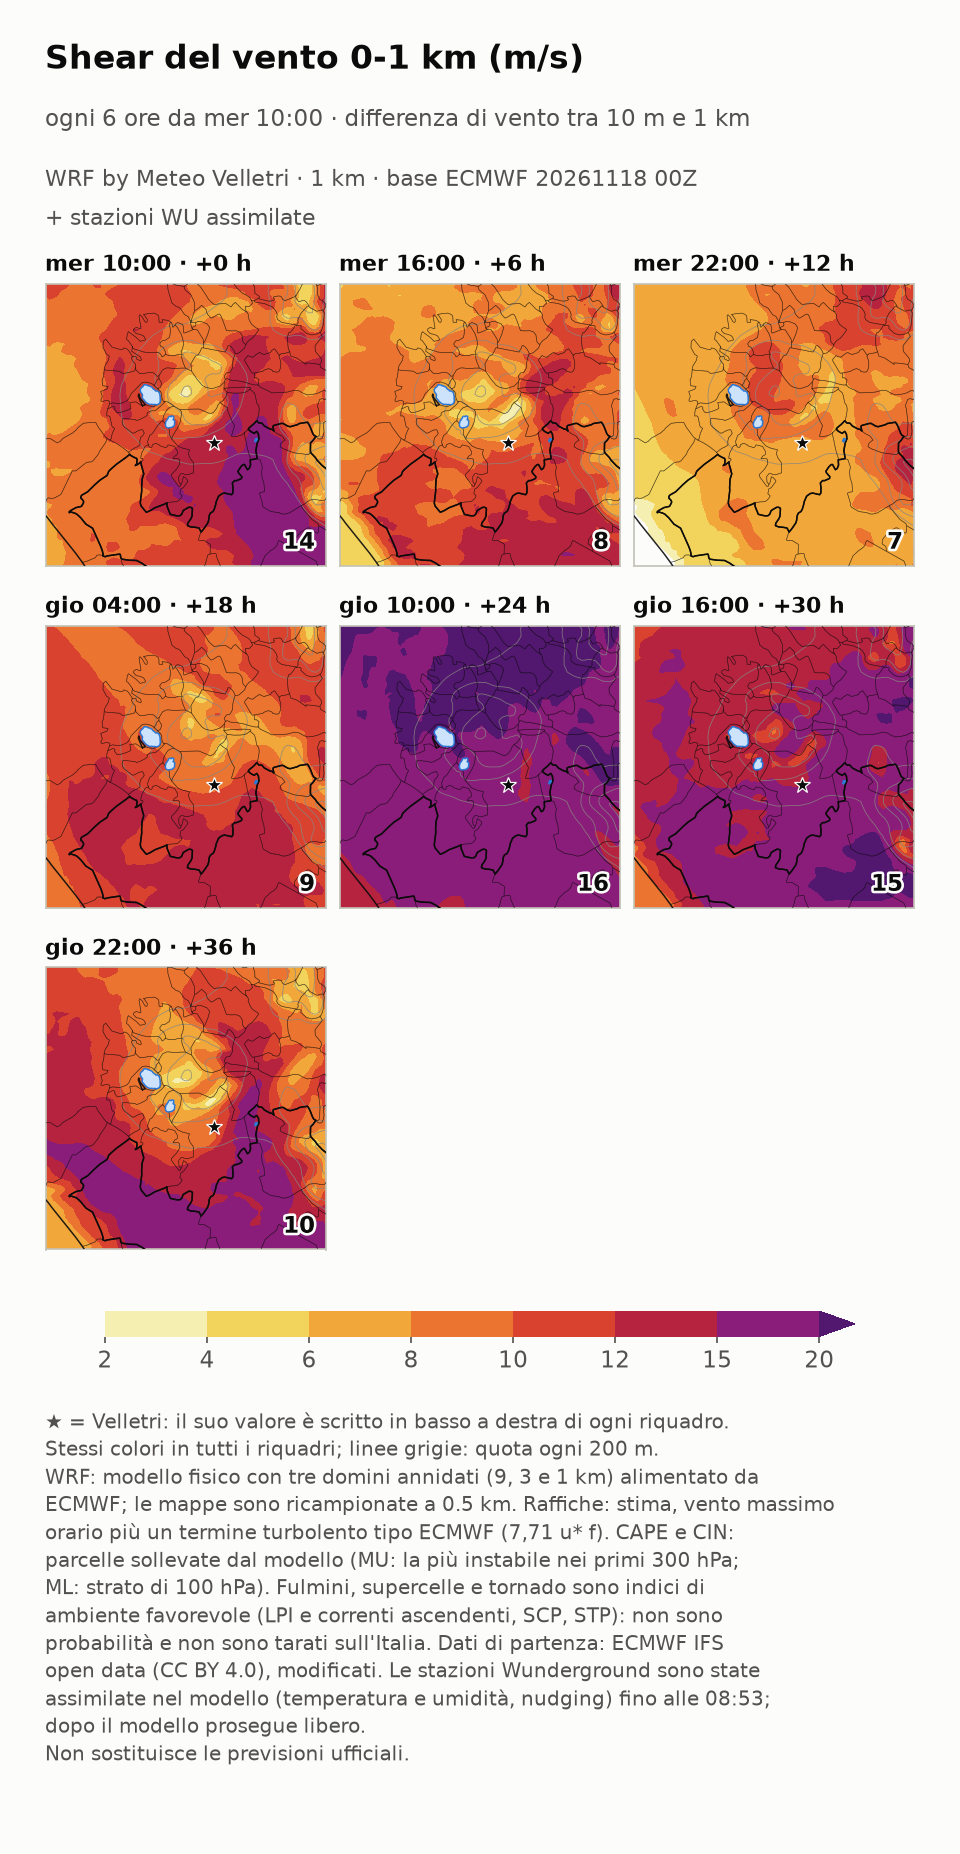 Shear del vento 0-1 km (m/s)
ogni 6 ore da mer 10:00 · differenza di vento tra 10 m e 1 km
WRF by Meteo Velletri · 1 km · base ECMWF 20261118 00Z
+ stazioni WU assimilate
mer 10:00 · +0 h
mer 16:00 · +6 h
mer 22:00 · +12 h
14
8
7
gio 04:00 · +18 h
gio 10:00 · +24 h
gio 16:00 · +30 h
9
16
15
gio 22:00 · +36 h
10
2 4 6 8 10 12 15 20
★ = Velletri: il suo valore è scritto in basso a destra di ogni riquadro.
Stessi colori in tutti i riquadri; linee grigie: quota ogni 200 m.
WRF: modello fisico con tre domini annidati (9, 3 e 1 km) alimentato da
ECMWF; le mappe sono ricampionate a 0.5 km. Raffiche: stima, vento massimo
orario più un termine turbolento tipo ECMWF (7,71 u* f). CAPE e CIN:
parcelle sollevate dal modello (MU: la più instabile nei primi 300 hPa;
ML: strato di 100 hPa). Fulmini, supercelle e tornado sono indici di
ambiente favorevole (LPI e correnti ascendenti, SCP, STP): non sono
probabilità e non sono tarati sull'Italia. Dati di partenza: ECMWF IFS
open data (CC BY 4.0), modificati. Le stazioni Wunderground sono state
assimilate nel modello (temperatura e umidità, nudging) fino alle 08:53;
dopo il modello prosegue libero.
Non sostituisce le previsioni ufficiali.